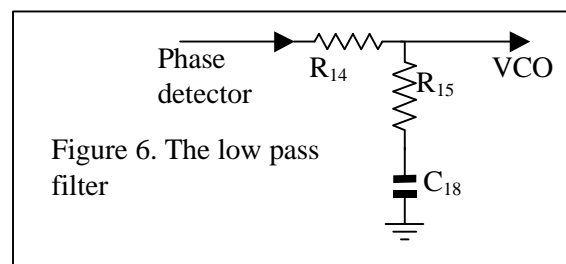 Phase
detector
R14
R15
VCO
C18
Figure 6. The low pass
filter